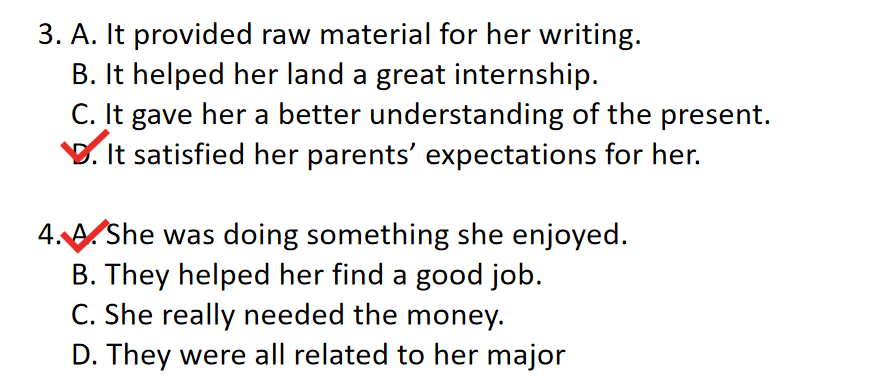 3. A. It provided raw material for her writing.
B. It helped her land a great internship.
C. It gave her a better understanding of the present.
D. It satisfied her parents’ expectations for her.
4. A. She was doing something she enjoyed.
B. They helped her find a good job.
C. She really needed the money.
D. They were all related to her major